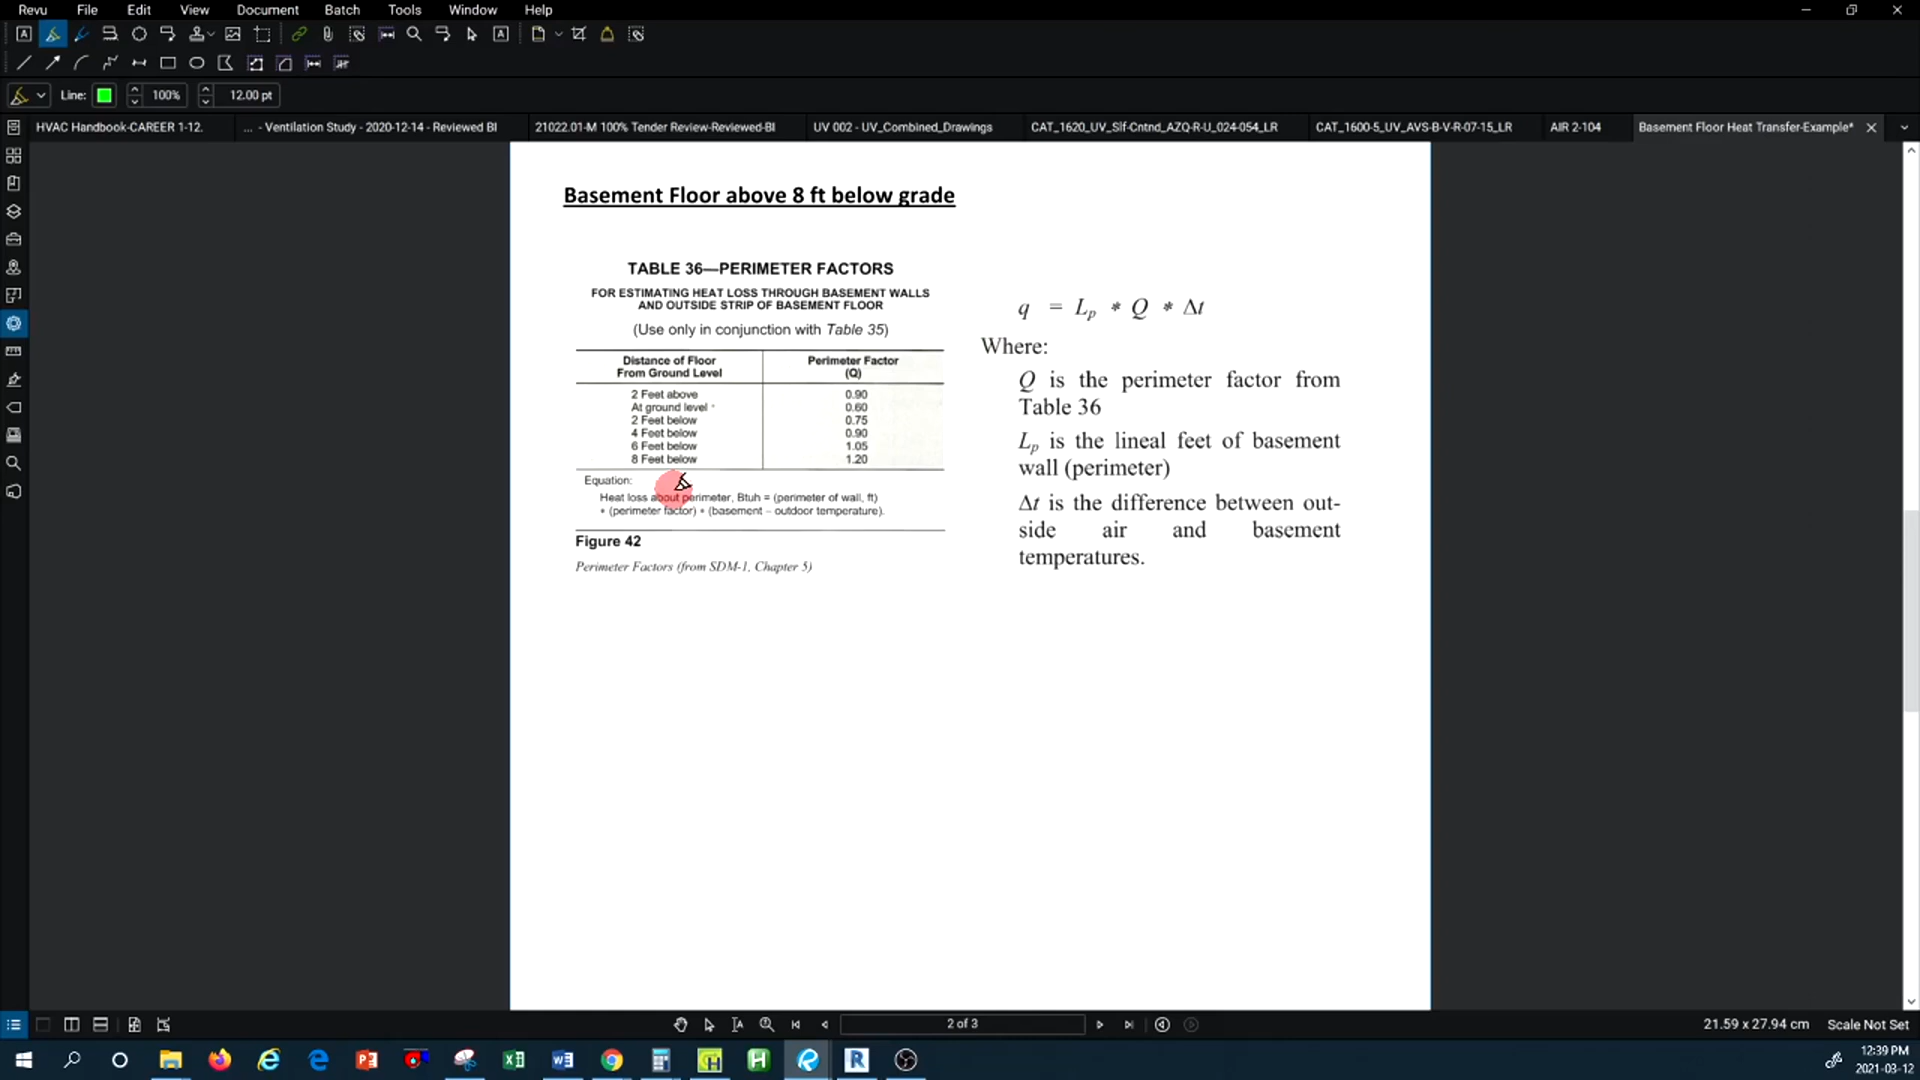 Revu File Edit View Document Batch Tools Window Help
Line: 100% 12.00 pt
HVAC Handbook-CAREER 1-12. ... - Ventilation Study - 2020-12-14 - Reviewed BI 21022.01-M 100% Tender Review-Reviewed-BI UV 002 - UV_Combined_Drawings CAT_1620_UV_Slf-Cntnd_AZQ-R-U_024-054_LR CAT_1600-5_UV_AVS-B-V-R-07-15_LR AIR 2-104 Basement Floor Heat Transfer-Example*
Basement Floor above 8 ft below grade
TABLE 36—PERIMETER FACTORS
FOR ESTIMATING HEAT LOSS THROUGH BASEMENT WALLS
AND OUTSIDE STRIP OF BASEMENT FLOOR
(Use only in conjunction with Table 35)
Distance of Floor Perimeter Factor
From Ground Level (Q)
2 Feet above 0.90
At ground level 0.60
2 Feet below 0.75
4 Feet below 0.90
6 Feet below 1.05
8 Feet below 1.20
Equation:
Heat loss about perimeter, Btuh = (perimeter of wall, ft)
* (perimeter factor) * (basement – outdoor temperature).
Figure 42
Perimeter Factors (from SDM-1, Chapter 5)
q = Lp * Q * Δt
Where:
Q is the perimeter factor from
Table 36
Lp is the lineal feet of basement
wall (perimeter)
Δt is the difference between out-
side air and basement
temperatures.
2 of 3
21.59 x 27.94 cm Scale Not Set
12:39 PM
2021-03-12